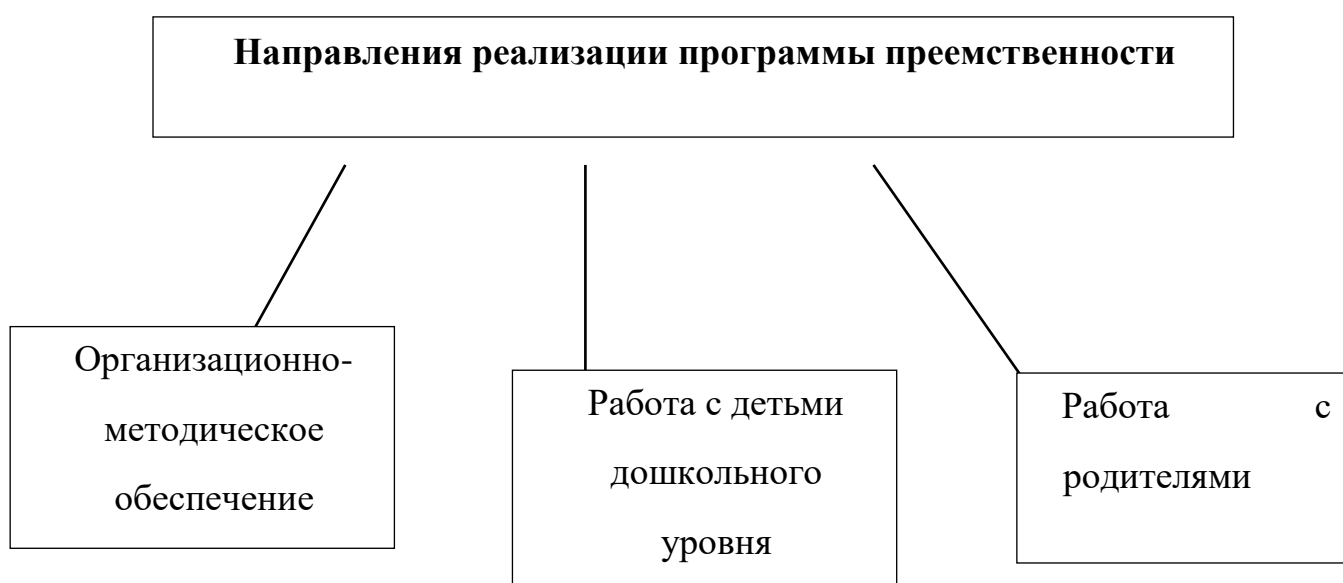 Направления реализации программы преемственности
Организационно-
методическое
обеспечение
Работа с детьми
дошкольного
уровня
Работа с
родителями